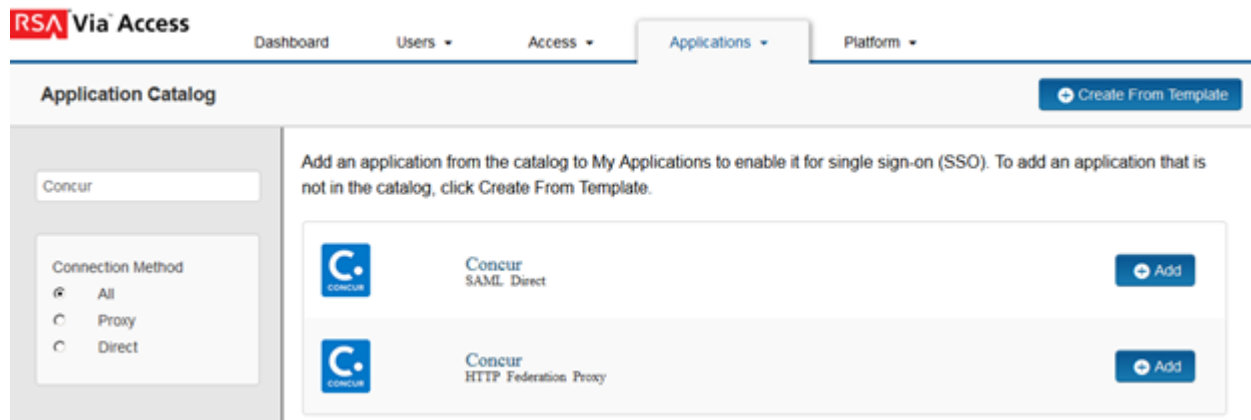 RSA Via Access
Dashboard Users Access Applications Platform
Application Catalog
Create From Template
Concur
Connection Method
All
Proxy
Direct
Add an application from the catalog to My Applications to enable it for single sign-on (SSO). To add an application that is
not in the catalog, click Create From Template.
C.
CONCUR
Concur
SAML Direct
Add
C.
CONCUR
Concur
HTTP Federation Proxy
Add